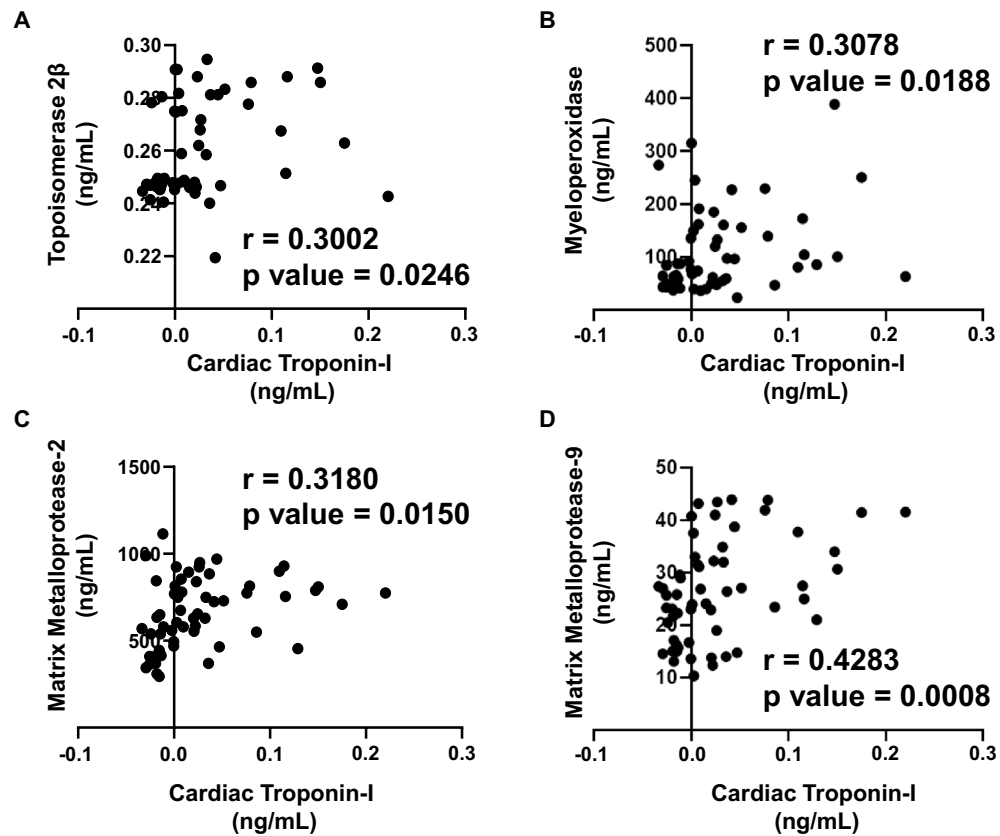 A
Topoisomerase 2β
(ng/mL)
0.30
0.28
0.26
0.24
0.22
r = 0.3002
p value = 0.0246
-0.1
0.0
0.1
0.2
0.3
Cardiac Troponin-I
(ng/mL)
B
Myeloperoxidase
(ng/mL)
500
400
300
200
100
0
r = 0.3078
p value = 0.0188
-0.1
0.0
0.1
0.2
0.3
Cardiac Troponin-I
(ng/mL)
C
Matrix Metalloprotease-2
(ng/mL)
1500
1000
500
r = 0.3180
p value = 0.0150
-0.1
0.0
0.1
0.2
0.3
Cardiac Troponin-I
(ng/mL)
D
Matrix Metalloprotease-9
(ng/mL)
50
40
30
20
10
r = 0.4283
p value = 0.0008
-0.1
0.0
0.1
0.2
0.3
Cardiac Troponin-I
(ng/mL)